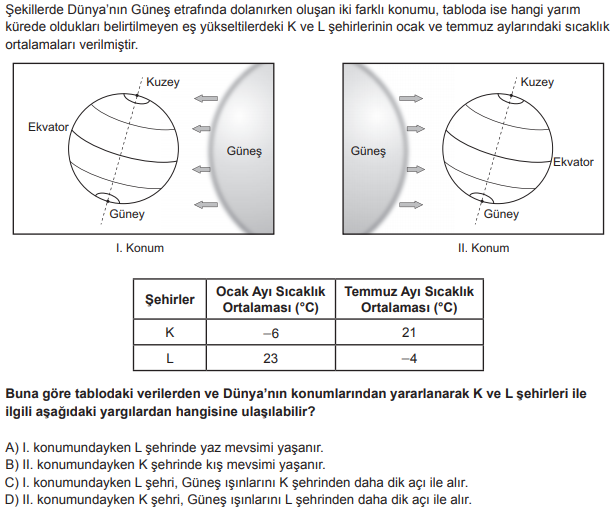 Şekillerde Dünya'nın Güneş etrafında dolanırken oluşan iki farklı konumu, tabloda ise hangi yarım
kürede oldukları belirtilmeyen eş yükseltilerdeki K ve L şehirlerinin ocak ve temmuz aylarındaki sıcaklık
ortalamaları verilmiştir.
Kuzey
Ekvator
Güneş
Güney
I. Konum
Kuzey
Güneş
Ekvator
Güney
II. Konum
Şehirler Ocak Ayı Sıcaklık Ortalaması (°C) Temmuz Ayı Sıcaklık Ortalaması (°C)
K –6 21
L 23 –4
Buna göre tablodaki verilerden ve Dünya'nın konumlarından yararlanarak K ve L şehirleri ile
ilgili aşağıdaki yargılardan hangisine ulaşılabilir?
A) I. konumundayken L şehrinde yaz mevsimi yaşanır.
B) II. konumundayken K şehrinde kış mevsimi yaşanır.
C) I. konumundayken L şehri, Güneş ışınlarını K şehrinden daha dik açı ile alır.
D) II. konumundayken K şehri, Güneş ışınlarını L şehrinden daha dik açı ile alır.